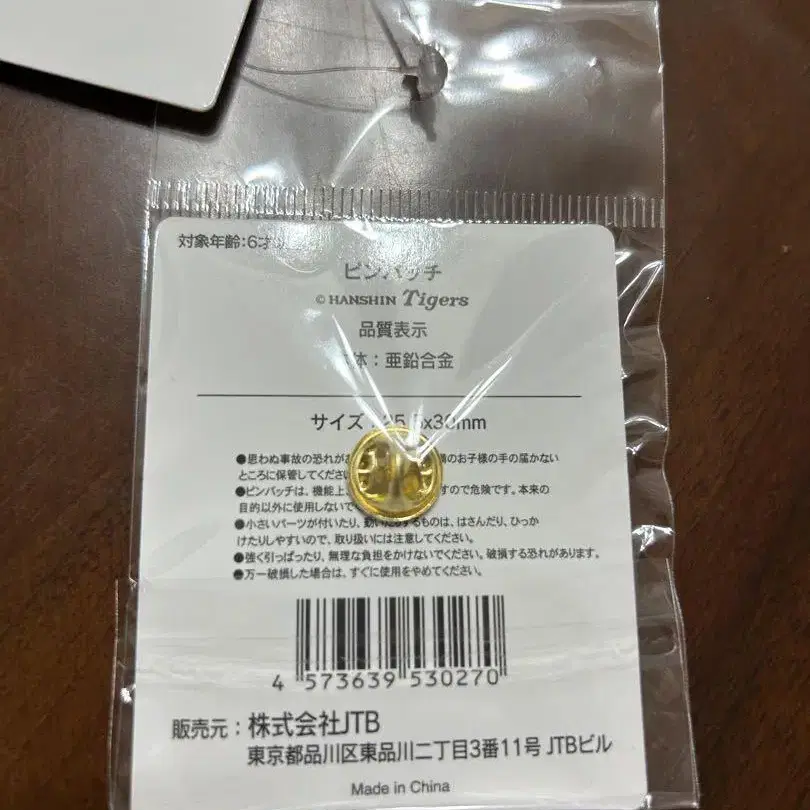 対象年齢:6才
ピンバッチ
© HANSHIN Tigers
品質表示
体：亜鉛合金
サイズ：25.5x30mm
●思わぬ事故の恐れが のお子様の手の届かない
ところに保管してくださ
●ピンバッチは、機能上、 すので危険です。本来の
目的以外に使用しないで
●小さいパーツが付いたり、動いたりするものは、はさんだり、ひっか
けたりしやすいので、取り扱いには注意してください。
●強く引っぱったり、無理な負担をかけないでください。破損する恐れがあります。
●万一破損した場合は、すぐに使用をやめてください。
4 573639 530270
販売元：株式会社JTB
東京都品川区東品川二丁目3番11号 JTBビル
Made in China